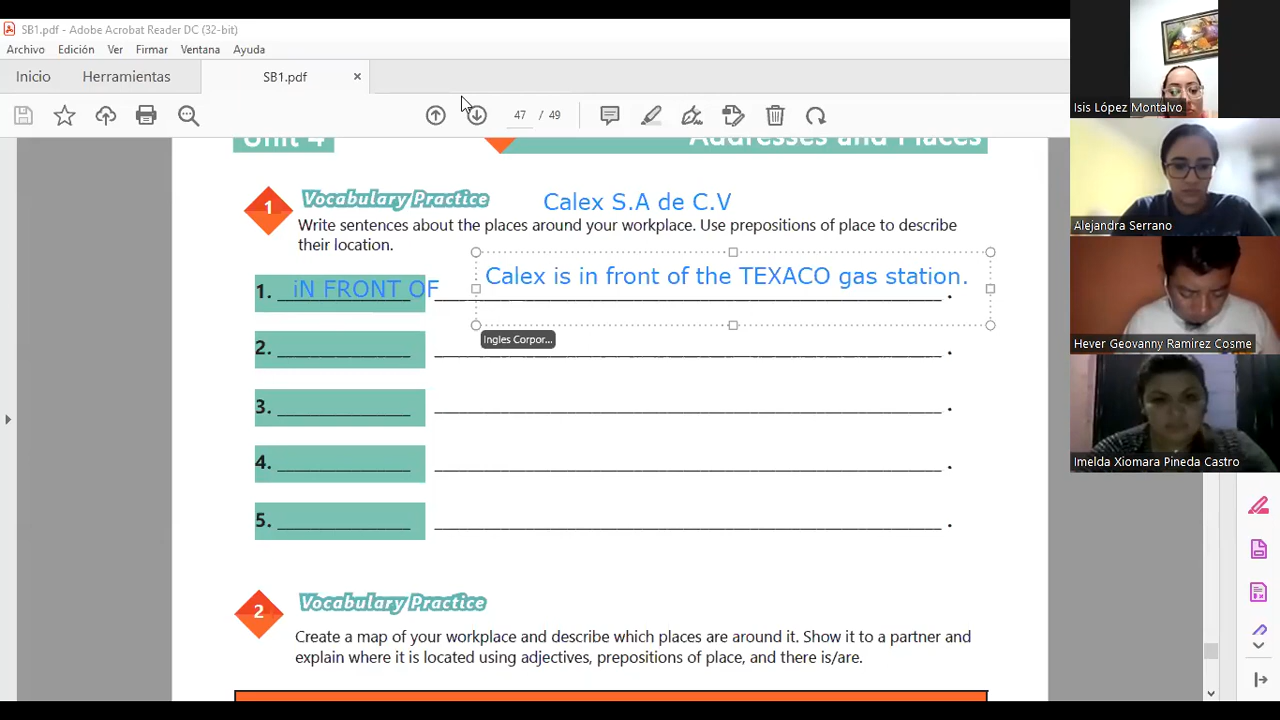 SB1.pdf - Adobe Acrobat Reader DC (32-bit)
Archivo Edición Ver Firmar Ventana Ayuda
Inicio Herramientas SB1.pdf ×
47 / 49
Unit 4 Addresses and Places
1 Vocabulary Practice Calex S.A de C.V
Write sentences about the places around your workplace. Use prepositions of place to describe
their location.
1. iN FRONT OF Calex is in front of the TEXACO gas station. .
Ingles Corpor...
2. .
3. .
4. .
5. .
2 Vocabulary Practice
Create a map of your workplace and describe which places are around it. Show it to a partner and
explain where it is located using adjectives, prepositions of place, and there is/are.
Isis López Montalvo
Alejandra Serrano
Hever Geovanny Ramirez Cosme
Imelda Xiomara Pineda Castro